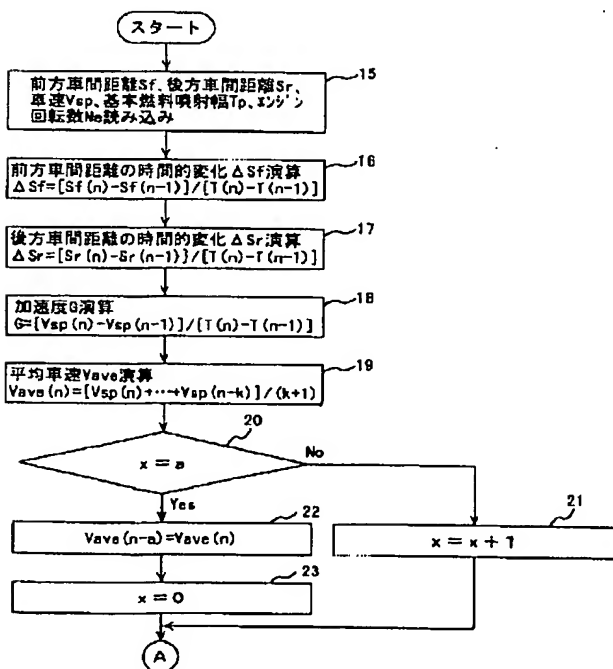 スタート
15
前方車間距離Sf、後方車間距離Sr、
車速Vsp、基本燃料噴射幅Tp、エンジン
回転数Ne読み込み
16
前方車間距離の時間的変化ΔSf演算
ΔSf=[Sf(n)-Sf(n-1)]/[T(n)-T(n-1)]
17
後方車間距離の時間的変化ΔSr演算
ΔSr=[Sr(n)-Sr(n-1)]/[T(n)-T(n-1)]
18
加速度G演算
G=[Vsp(n)-Vsp(n-1)]/[T(n)-T(n-1)]
19
平均車速Vave演算
Vave(n)=[Vsp(n)+…+Vsp(n-k)]/(k+1)
20
x=a
No
Yes
22
Vave(n-a)=Vave(n)
21
x=x+1
23
x=0
A